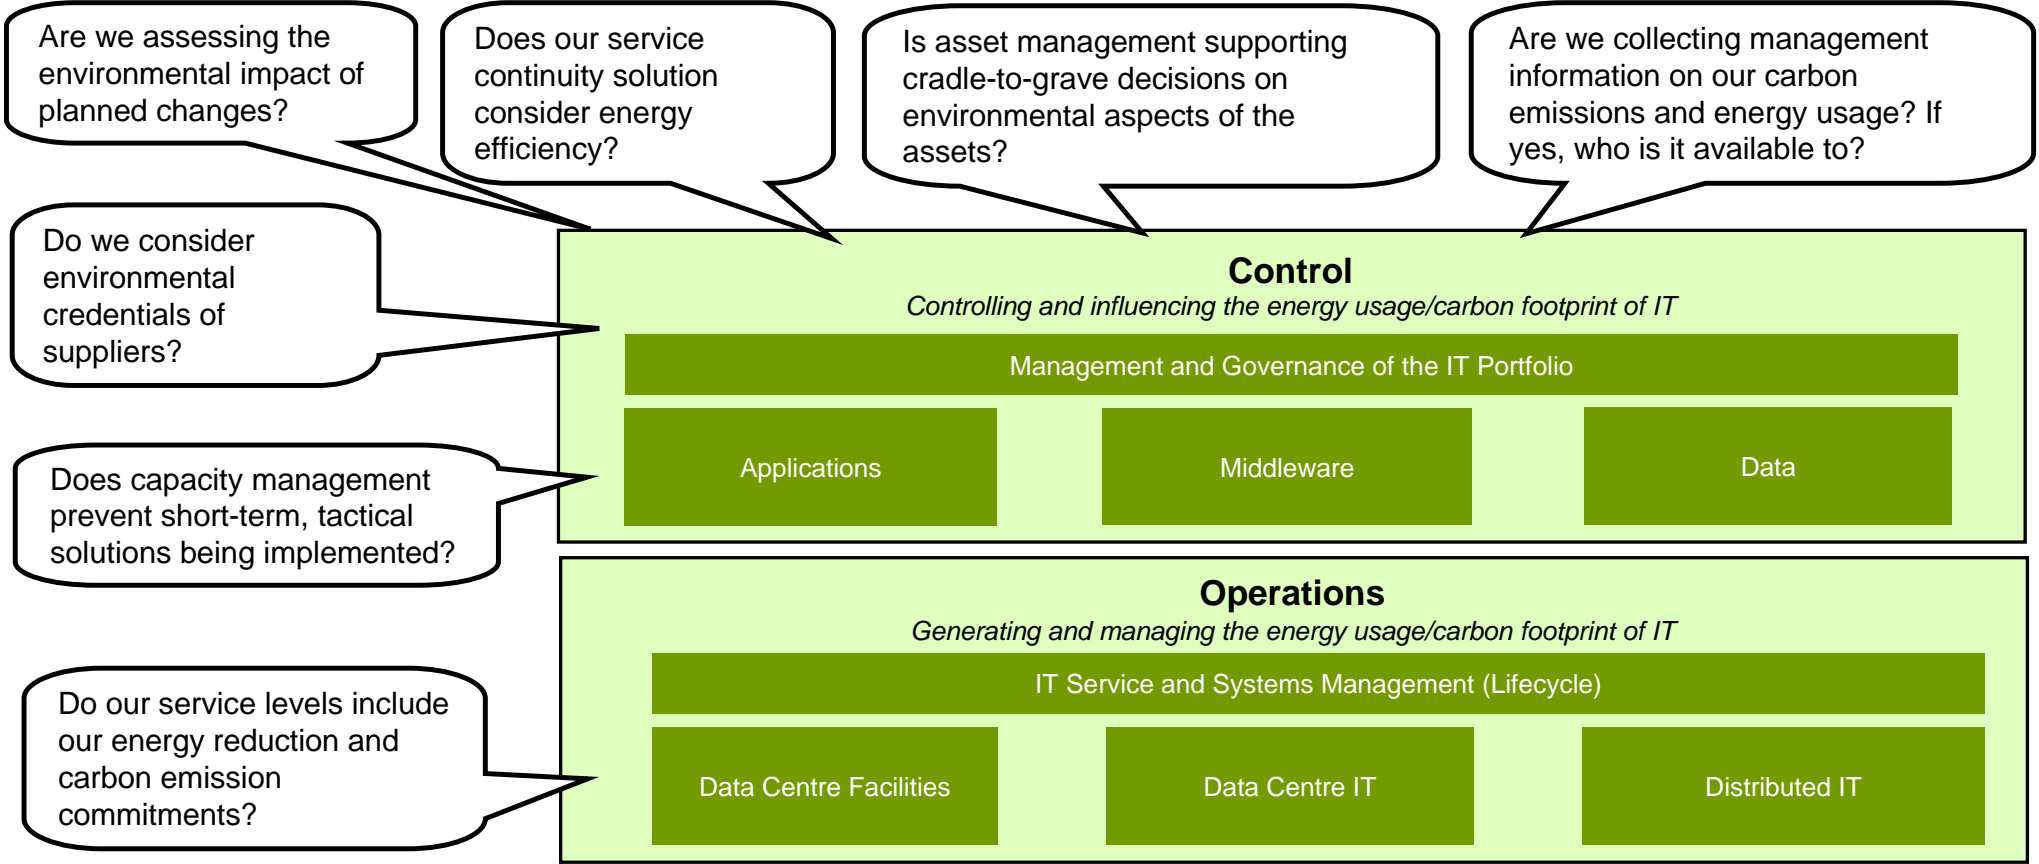 Are we assessing the
environmental impact of
planned changes?
Does our service
continuity solution
consider energy
efficiency?
Is asset management supporting
cradle-to-grave decisions on
environmental aspects of the
assets?
Are we collecting management
information on our carbon
emissions and energy usage? If
yes, who is it available to?
Do we consider
environmental
credentials of
suppliers?
Does capacity management
prevent short-term, tactical
solutions being implemented?
Do our service levels include
our energy reduction and
carbon emission
commitments?
Control
Controlling and influencing the energy usage/carbon footprint of IT
Management and Governance of the IT Portfolio
Applications
Middleware
Data
Operations
Generating and managing the energy usage/carbon footprint of IT
IT Service and Systems Management (Lifecycle)
Data Centre Facilities
Data Centre IT
Distributed IT